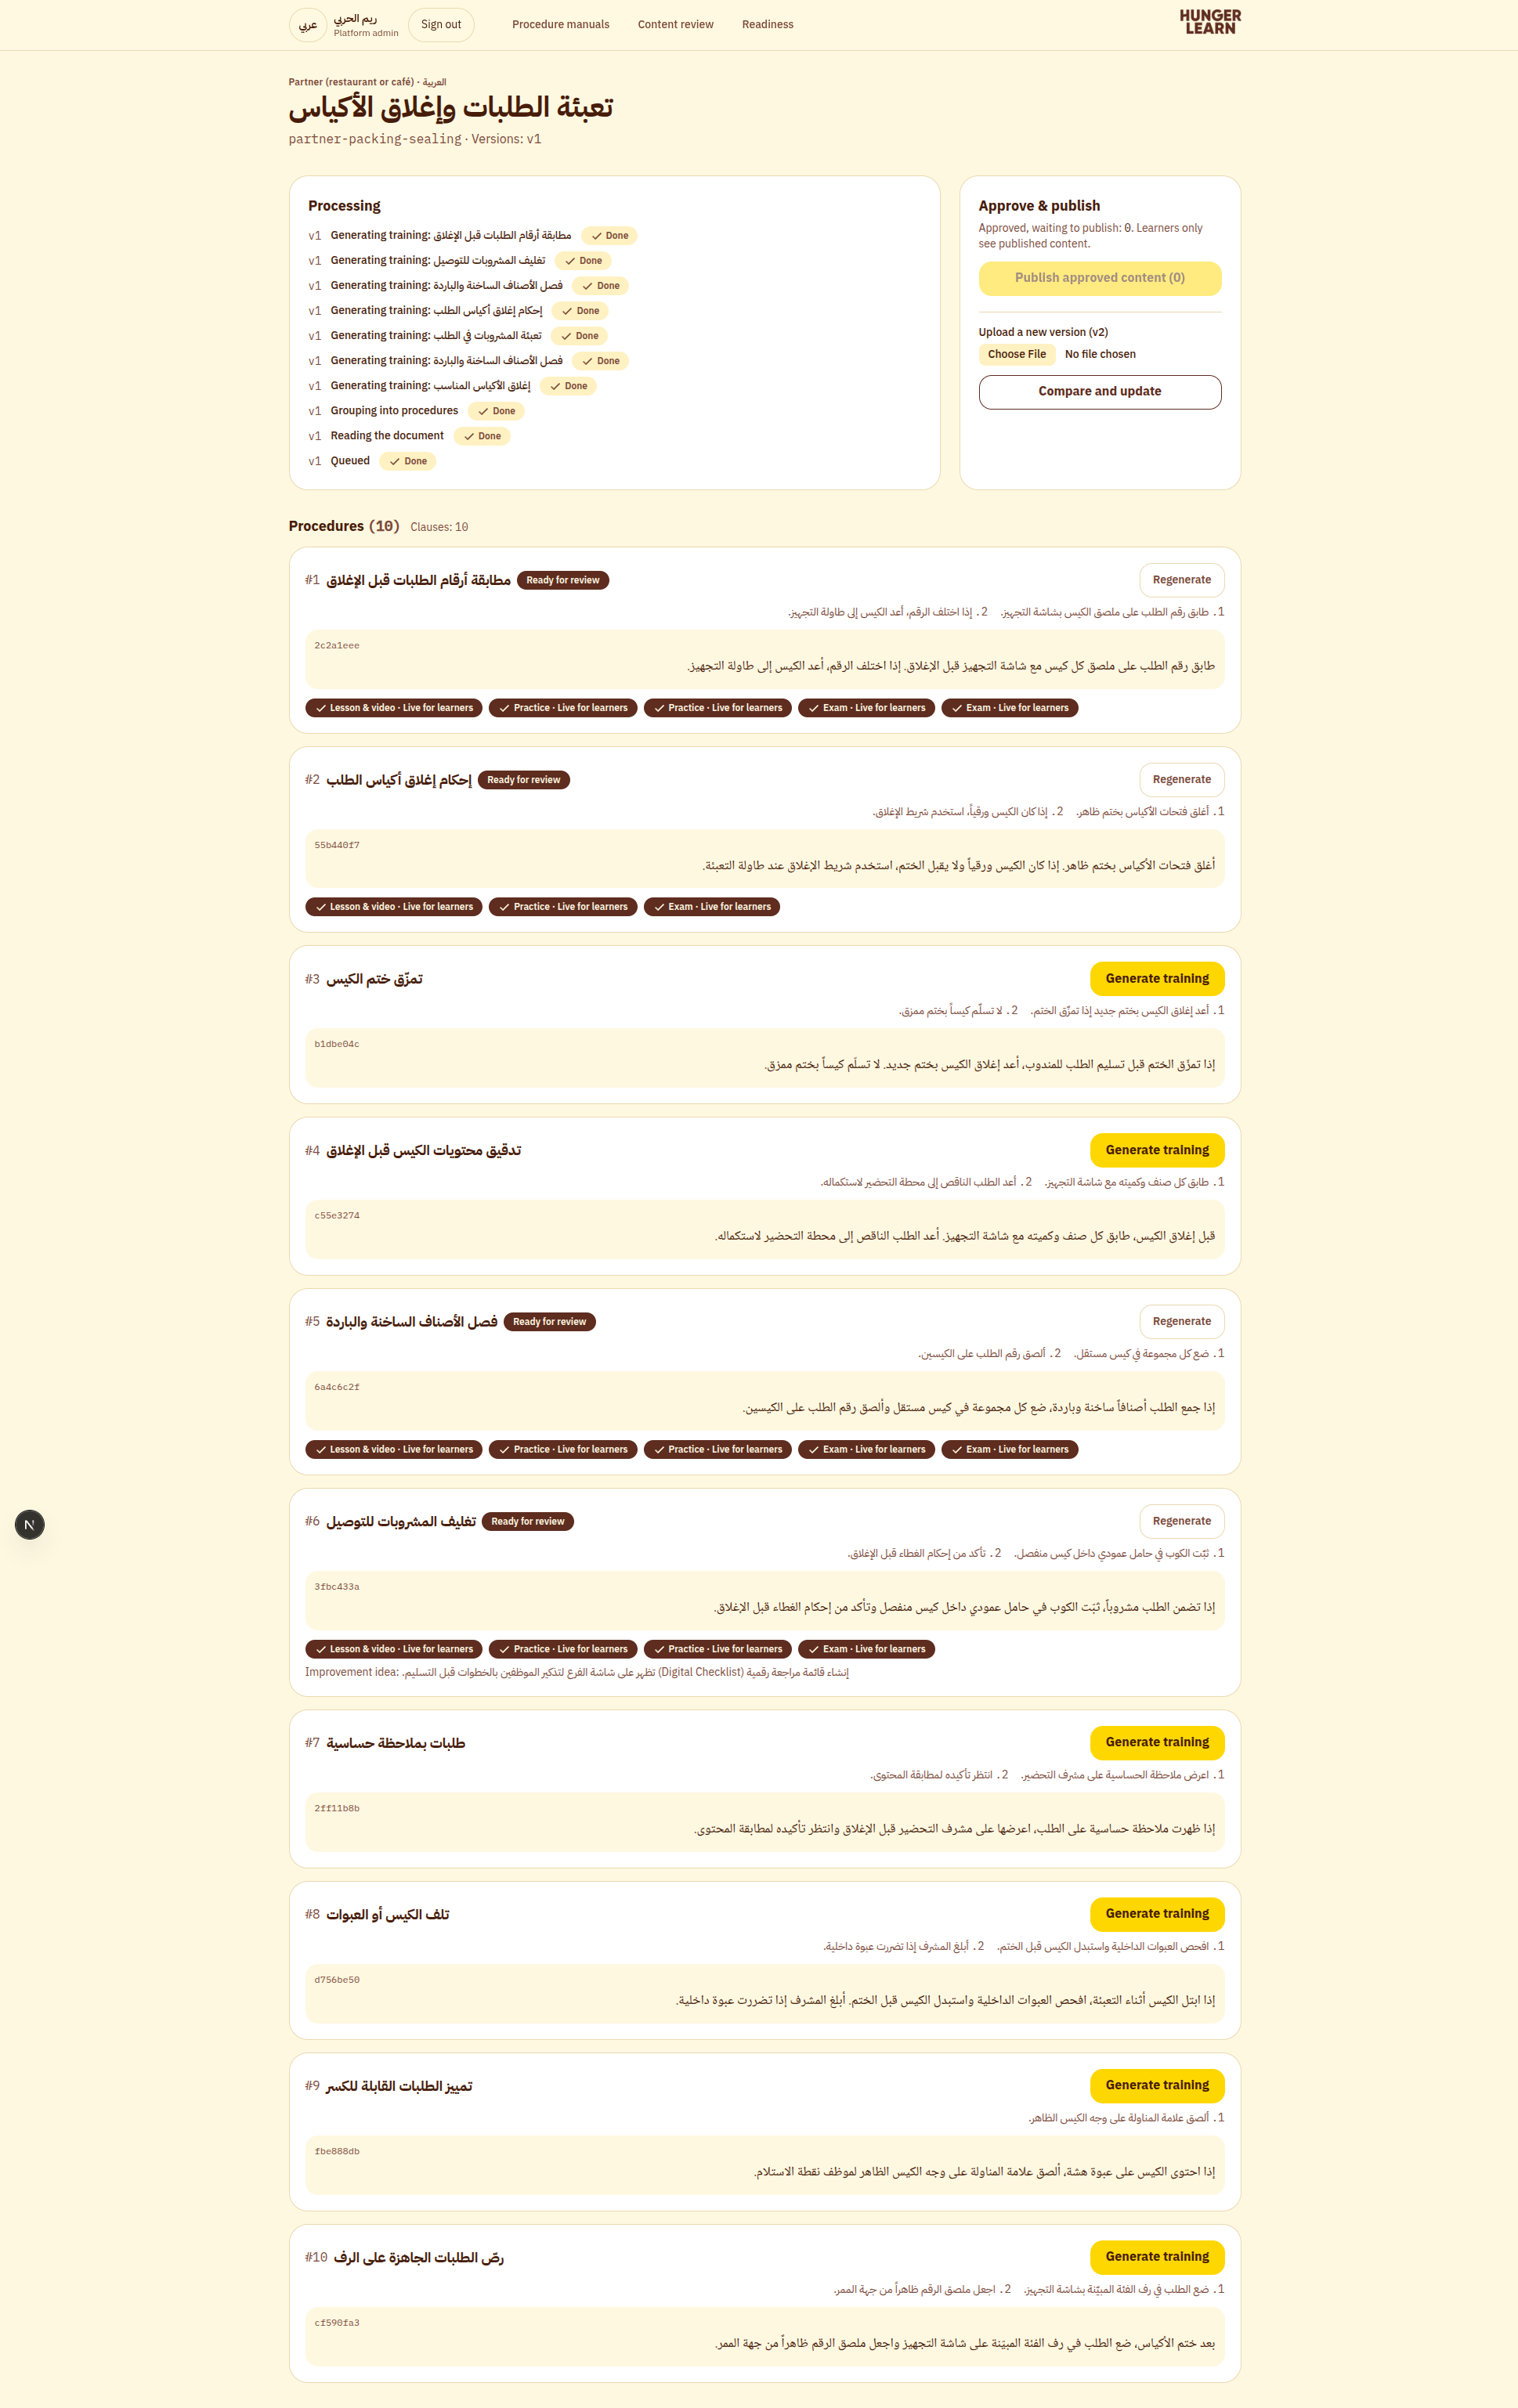 عربي
ريم الحربي
Platform admin
Sign out
Procedure manuals
Content review
Readiness
HUNGER
LEARN
Partner (restaurant or café) · العربية
تعبئة الطلبات وإغلاق الأكياس
partner-packing-sealing · Versions: v1
Processing
v1 Generating training: مطابقة أرقام الطلبات قبل الإغلاق Done
v1 Generating training: تغليف المشروبات للتوصيل Done
v1 Generating training: فصل الأصناف الساخنة والباردة Done
v1 Generating training: إحكام إغلاق أكياس الطلب Done
v1 Generating training: تعبئة المشروبات في الطلب Done
v1 Generating training: فصل الأصناف الساخنة والباردة Done
v1 Generating training: إغلاق الأكياس المناسب Done
v1 Grouping into procedures Done
v1 Reading the document Done
v1 Queued Done
Approve & publish
Approved, waiting to publish: 0. Learners only
see published content.
Publish approved content (0)
Upload a new version (v2)
Choose File No file chosen
Compare and update
Procedures (10) Clauses: 10
#1 مطابقة أرقام الطلبات قبل الإغلاق Ready for review Regenerate
1. طابق رقم الطلب على ملصق الكيس بشاشة التجهيز. 2. إذا اختلف الرقم، أعد الكيس إلى طاولة التجهيز.
2c2a1eee
طابق رقم الطلب على ملصق كل كيس مع شاشة التجهيز قبل الإغلاق. إذا اختلف الرقم، أعد الكيس إلى طاولة التجهيز.
Lesson & video · Live for learners Practice · Live for learners Practice · Live for learners Exam · Live for learners Exam · Live for learners
#2 إحكام إغلاق أكياس الطلب Ready for review Regenerate
1. أغلق فتحات الأكياس بختم ظاهر. 2. إذا كان الكيس ورقياً، استخدم شريط الإغلاق.
55b440f7
أغلق فتحات الأكياس بختم ظاهر. إذا كان الكيس ورقياً ولا يقبل الختم، استخدم شريط الإغلاق عند طاولة التعبئة.
Lesson & video · Live for learners Practice · Live for learners Exam · Live for learners
#3 تمزّق ختم الكيس Generate training
1. أعد إغلاق الكيس بختم جديد إذا تمزّق الختم. 2. لا تسلّم كيساً بختم ممزق.
b1dbe04c
إذا تمزّق الختم قبل تسليم الطلب للمندوب، أعد إغلاق الكيس بختم جديد. لا تسلّم كيساً بختم ممزق.
#4 تدقيق محتويات الكيس قبل الإغلاق Generate training
1. طابق كل صنف وكميته مع شاشة التجهيز. 2. أعد الطلب الناقص إلى محطة التحضير لاستكماله.
c55e3274
قبل إغلاق الكيس، طابق كل صنف وكميته مع شاشة التجهيز. أعد الطلب الناقص إلى محطة التحضير لاستكماله.
#5 فصل الأصناف الساخنة والباردة Ready for review Regenerate
1. ضع كل مجموعة في كيس مستقل. 2. ألصق رقم الطلب على الكيسين.
6a4c6c2f
إذا جمع الطلب أصنافاً ساخنة وباردة، ضع كل مجموعة في كيس مستقل وألصق رقم الطلب على الكيسين.
Lesson & video · Live for learners Practice · Live for learners Practice · Live for learners Exam · Live for learners Exam · Live for learners
#6 تغليف المشروبات للتوصيل Ready for review Regenerate
1. ثبّت الكوب في حامل عمودي داخل كيس منفصل. 2. تأكد من إحكام الغطاء قبل الإغلاق.
3fbc433a
إذا تضمن الطلب مشروباً، ثبّت الكوب في حامل عمودي داخل كيس منفصل وتأكد من إحكام الغطاء قبل الإغلاق.
Lesson & video · Live for learners Practice · Live for learners Practice · Live for learners Exam · Live for learners
Improvement idea: إنشاء قائمة مراجعة رقمية (Digital Checklist) تظهر على شاشة الفرع لتذكير الموظفين بالخطوات قبل التسليم.
#7 طلبات بملاحظة حساسية Generate training
1. اعرض ملاحظة الحساسية على مشرف التحضير. 2. انتظر تأكيده لمطابقة المحتوى.
2ff11b8b
إذا ظهرت ملاحظة حساسية على الطلب، اعرضها على مشرف التحضير قبل الإغلاق وانتظر تأكيده لمطابقة المحتوى.
#8 تلف الكيس أو العبوات Generate training
1. افحص العبوات الداخلية واستبدل الكيس قبل الختم. 2. أبلغ المشرف إذا تضررت عبوة داخلية.
d756be50
إذا ابتل الكيس أثناء التعبئة، افحص العبوات الداخلية واستبدل الكيس قبل الختم. أبلغ المشرف إذا تضررت عبوة داخلية.
#9 تمييز الطلبات القابلة للكسر Generate training
1. ألصق علامة المناولة على وجه الكيس الظاهر.
fbe888db
إذا احتوى الكيس على عبوة هشة، ألصق علامة المناولة على وجه الكيس الظاهر لموظف نقطة الاستلام.
#10 رصّ الطلبات الجاهزة على الرف Generate training
1. ضع الطلب في رف الفئة المبيّنة بشاشة التجهيز. 2. اجعل ملصق الرقم ظاهراً من جهة الممر.
cf590fa3
بعد ختم الأكياس، ضع الطلب في رف الفئة المبيّنة على شاشة التجهيز واجعل ملصق الرقم ظاهراً من جهة الممر.